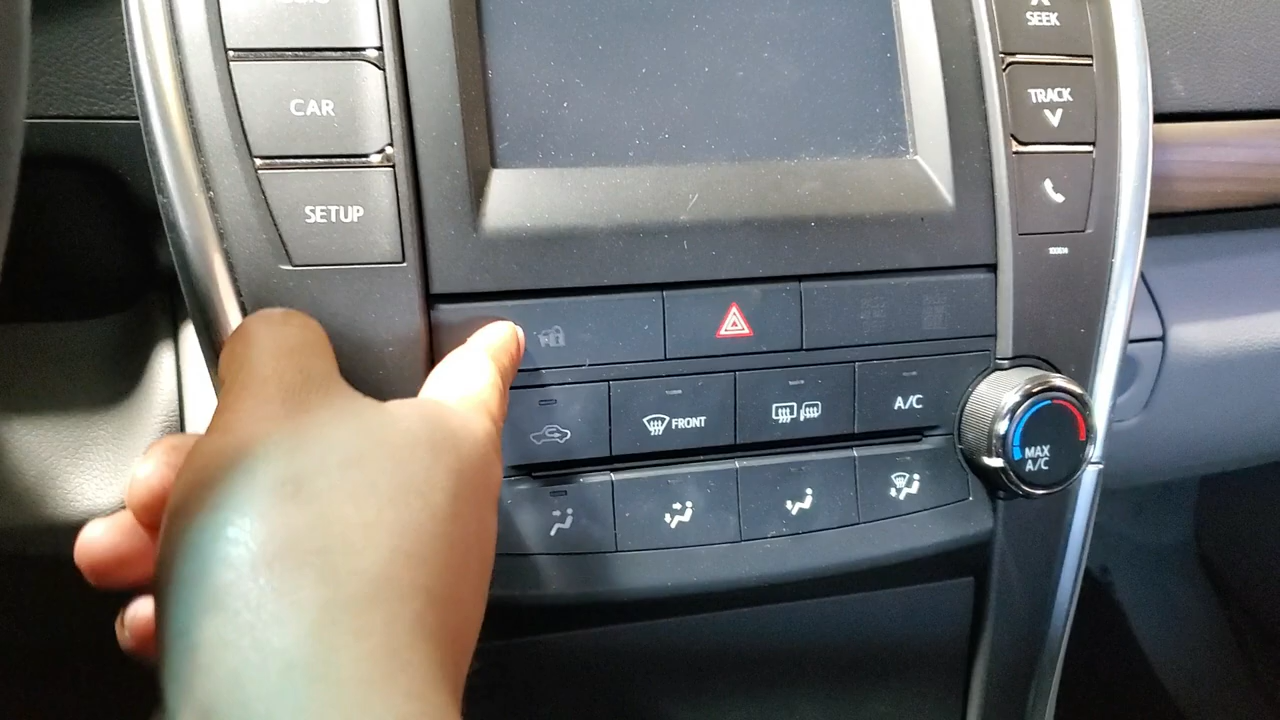 CAR
SETUP
SEEK
TRACK
FRONT
A/C
MAX
A/C